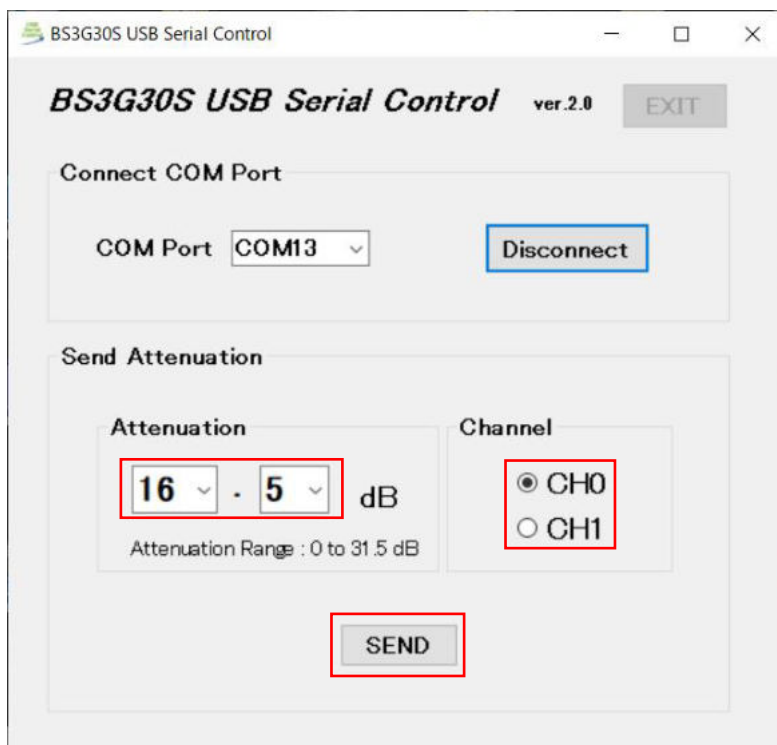 BS3G30S USB Serial Control
BS3G30S USB Serial Control ver.2.0 EXIT
Connect COM Port
COM Port COM13 Disconnect
Send Attenuation
Attenuation
16 . 5 dB
Attenuation Range : 0 to 31.5 dB
Channel
CH0
CH1
SEND